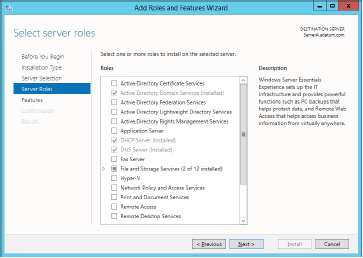 Add Roles and Features Wizard
Select server roles
DESTINATION SERVER
ServerA.adatum.com
Before You Begin
Installation Type
Server Selection
Server Roles
Features
Confirmation
Results
Select one or more roles to install on the selected server.
Roles
Active Directory Certificate Services
Active Directory Domain Services (Installed)
Active Directory Federation Services
Active Directory Lightweight Directory Services
Active Directory Rights Management Services
Application Server
DHCP Server (Installed)
DNS Server (Installed)
Fax Server
File and Storage Services (2 of 12 installed)
Hyper-V
Network Policy and Access Services
Print and Document Services
Remote Access
Remote Desktop Services
Description
Windows Server Essentials
Experience sets up the IT
infrastructure and provides powerful
functions such as PC backups that
helps protect data, and Remote Web
Access that helps access business
information from virtually anywhere.
< Previous
Next >
Install
Cancel